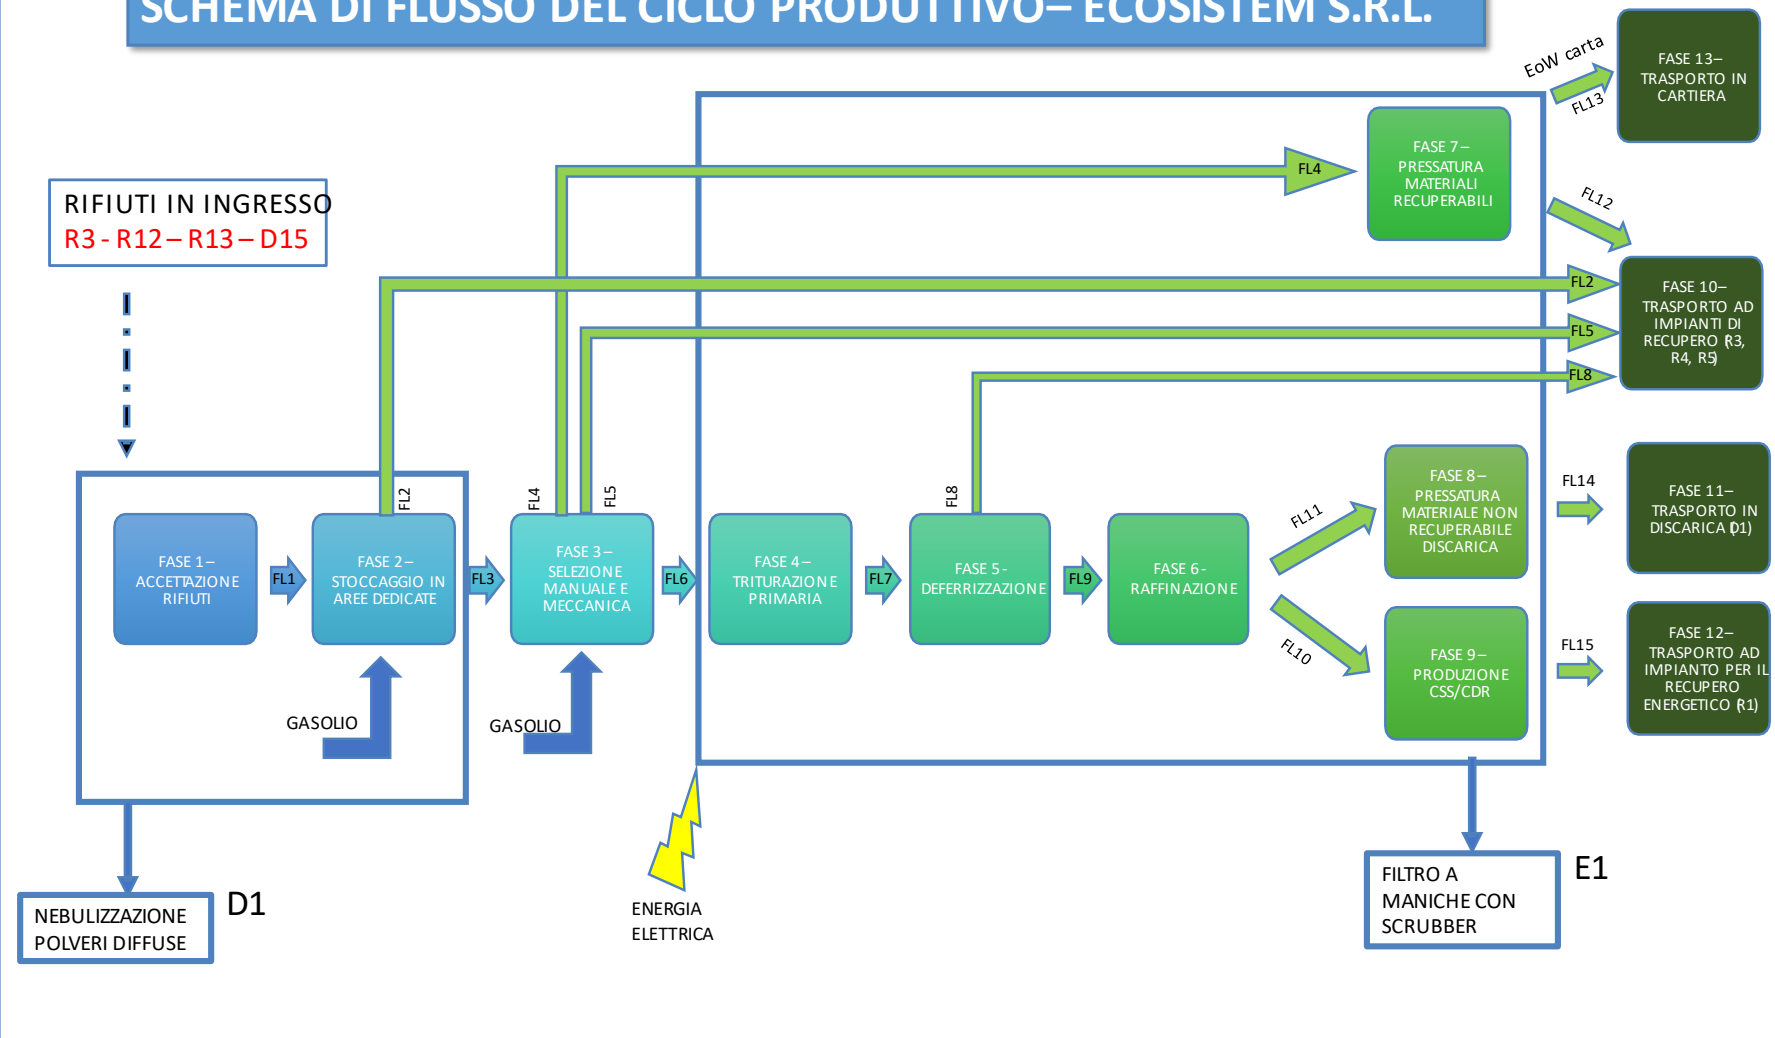 SCHEMA DI FLUSSO DEL CICLO PRODUTTIVO– ECOSISTEM S.R.L.
EoW carta
FL13
FASE 13–
TRASPORTO IN
CARTIERA
RIFIUTI IN INGRESSO
R3 - R12 – R13 – D15
FL4
FASE 7 –
PRESSATURA
MATERIALI
RECUPERABILI
FL12
FL2
FL5
FL8
FASE 10–
TRASPORTO AD
IMPIANTI DI
RECUPERO (R3,
R4, R5)
FL2
FL4
FL5
FL8
FASE 1 –
ACCETTAZIONE
RIFIUTI
FL1
FASE 2 –
STOCCAGGIO IN
AREE DEDICATE
FL3
FASE 3 –
SELEZIONE
MANUALE E
MECCANICA
FL6
FASE 4 –
TRITURAZIONE
PRIMARIA
FL7
FASE 5 -
DEFERRIZZAZIONE
FL9
FASE 6 -
RAFFINAZIONE
FL11
FL10
FASE 8 –
PRESSATURA
MATERIALE NON
RECUPERABILE
DISCARICA
FL14
FASE 11–
TRASPORTO IN
DISCARICA (D1)
FASE 9 –
PRODUZIONE
CSS/CDR
FL15
FASE 12–
TRASPORTO AD
IMPIANTO PER IL
RECUPERO
ENERGETICO (R1)
GASOLIO
GASOLIO
NEBULIZZAZIONE
POLVERI DIFFUSE
D1
ENERGIA
ELETTRICA
FILTRO A
MANICHE CON
SCRUBBER
E1